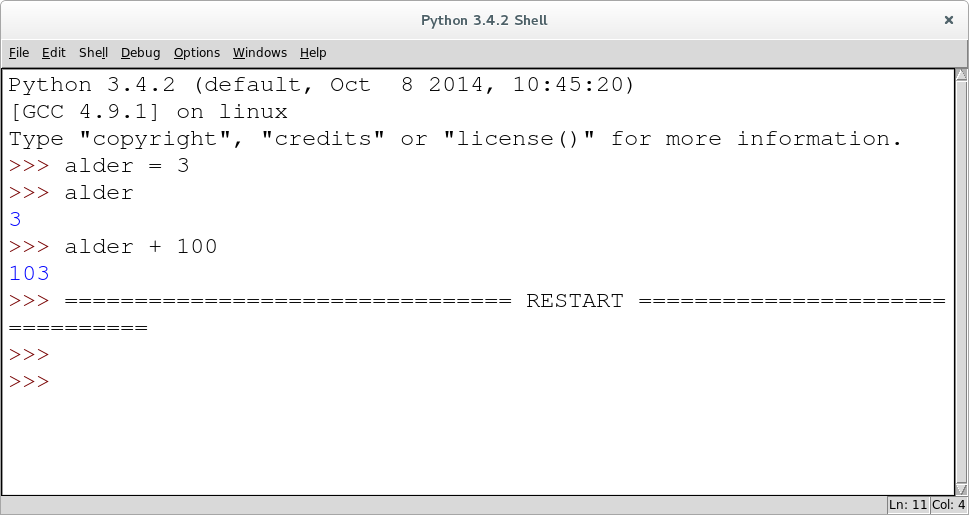 Python 3.4.2 Shell
File Edit Shell Debug Options Windows Help
Python 3.4.2 (default, Oct  8 2014, 10:45:20)
[GCC 4.9.1] on linux
Type "copyright", "credits" or "license()" for more information.
>>> alder = 3
>>> alder
3
>>> alder + 100
103
>>> ================================ RESTART ======================
==========
>>>
>>>
Ln: 11 Col: 4